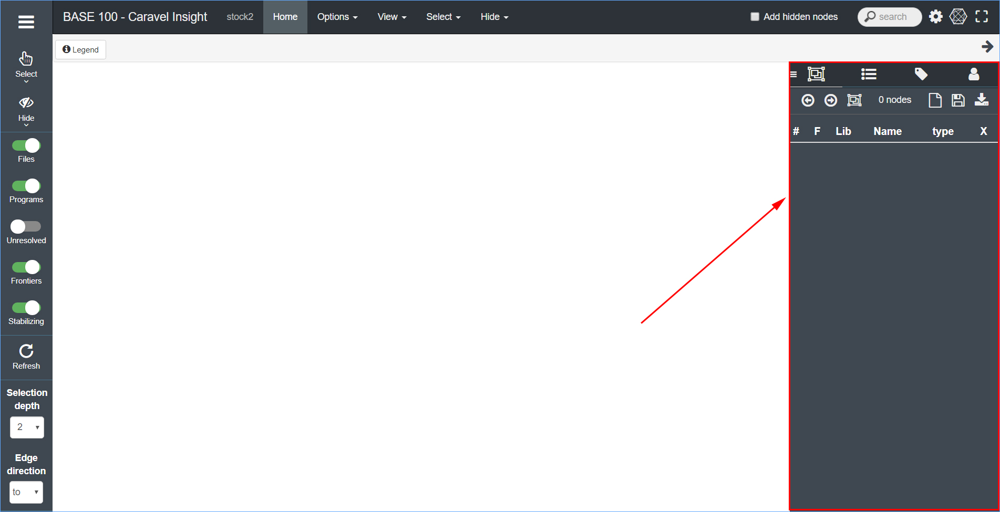 BASE 100 - Caravel Insight stock2 Home Options View Select Hide Add hidden nodes search
Legend
Select
Hide
Files
Programs
Unresolved
Frontiers
Stabilizing
Refresh
Selection
depth
2
Edge
direction
to
0 nodes
# F Lib Name type X